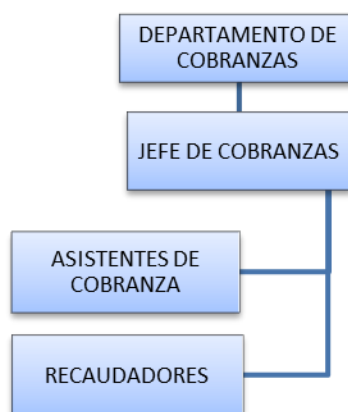 DEPARTAMENTO DE
COBRANZAS
JEFE DE COBRANZAS
ASISTENTES DE
COBRANZA
RECAUDADORES